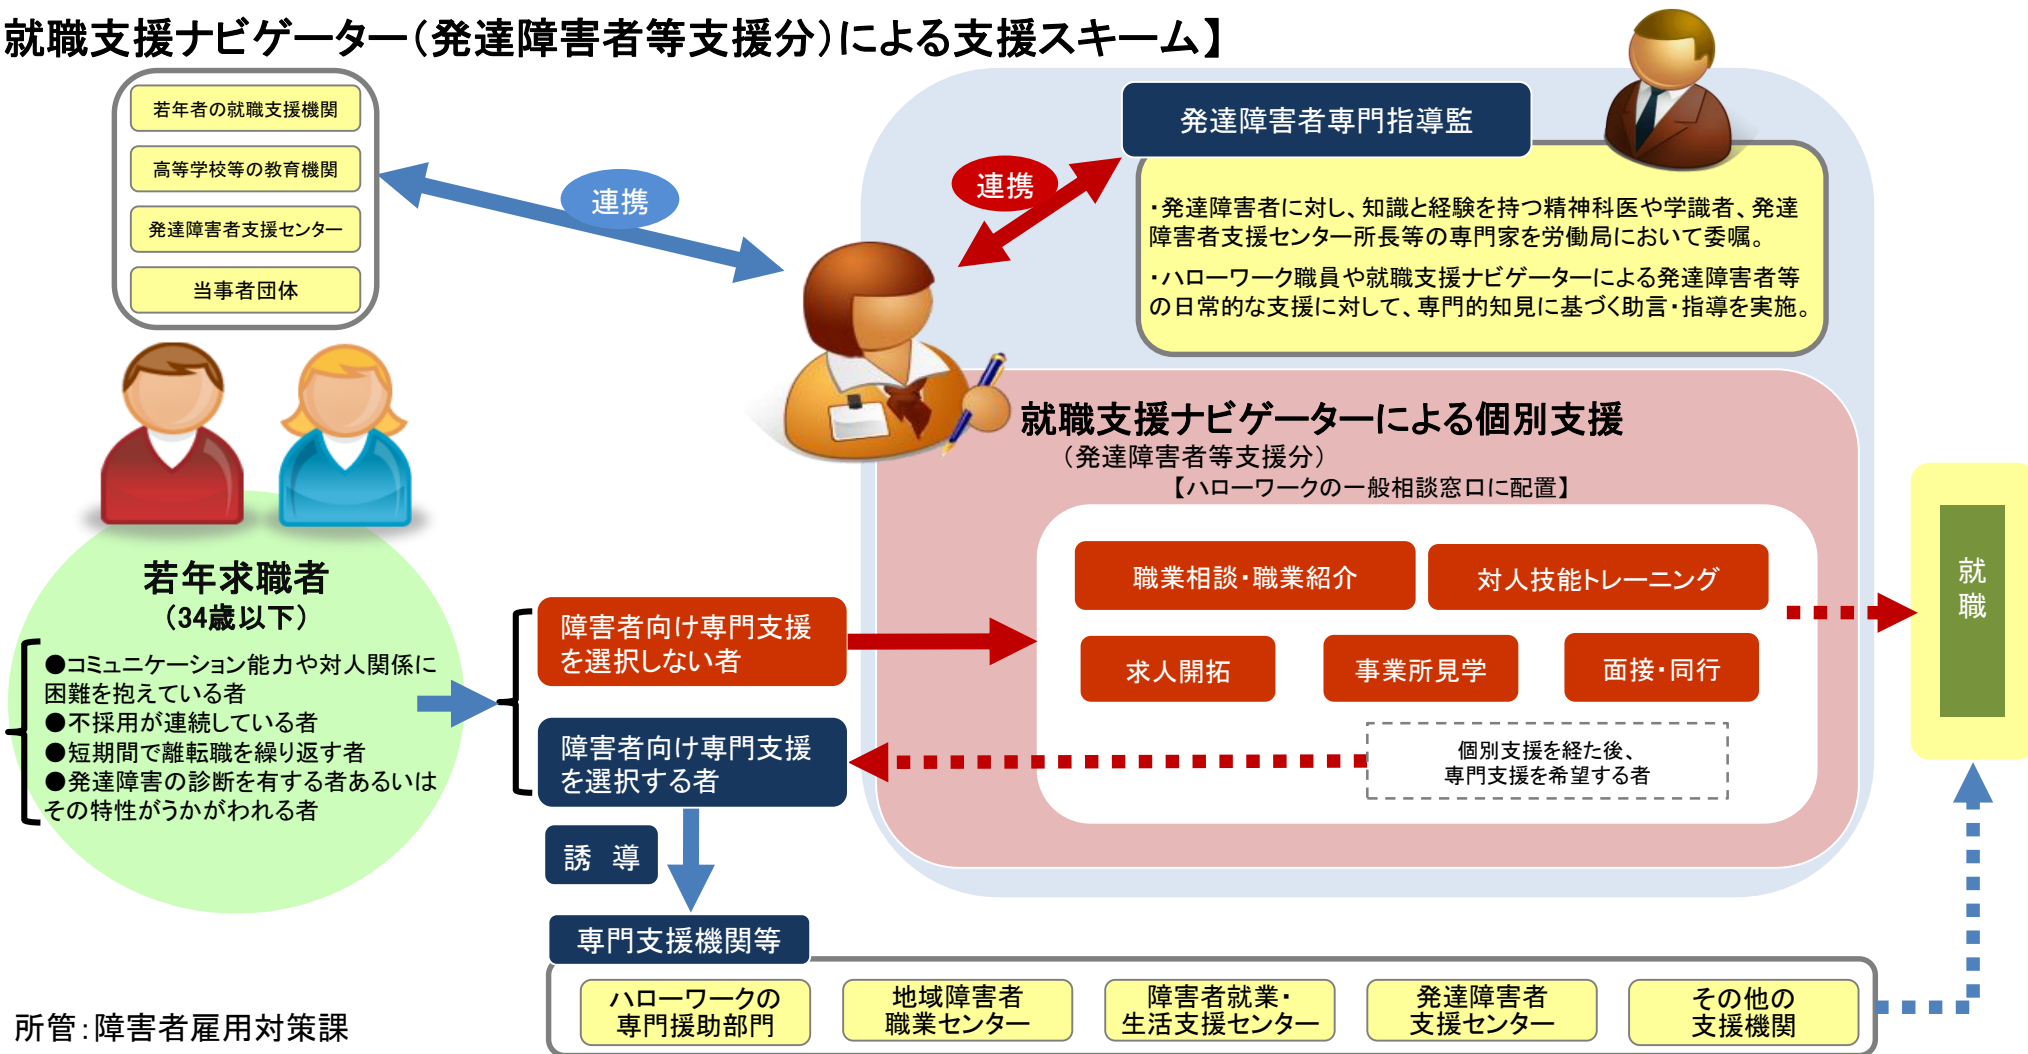 就職支援ナビゲーター(発達障害者等支援分)による支援スキーム】
若年者の就職支援機関
高等学校等の教育機関
発達障害者支援センター
当事者団体
連携
連携
発達障害者専門指導監
・発達障害者に対し、知識と経験を持つ精神科医や学識者、発達
障害者支援センター所長等の専門家を労働局において委嘱。
・ハローワーク職員や就職支援ナビゲーターによる発達障害者等
の日常的な支援に対して、専門的知見に基づく助言・指導を実施。
就職支援ナビゲーターによる個別支援
(発達障害者等支援分)
【ハローワークの一般相談窓口に配置】
職業相談・職業紹介
対人技能トレーニング
求人開拓
事業所見学
面接・同行
個別支援を経た後、
専門支援を希望する者
就
職
若年求職者
(34歳以下)
●コミュニケーション能力や対人関係に
困難を抱えている者
●不採用が連続している者
●短期間で離転職を繰り返す者
●発達障害の診断を有する者あるいは
その特性がうかがわれる者
障害者向け専門支援
を選択しない者
障害者向け専門支援
を選択する者
誘 導
専門支援機関等
ハローワークの
専門援助部門
地域障害者
職業センター
障害者就業・
生活支援センター
発達障害者
支援センター
その他の
支援機関
所管:障害者雇用対策課